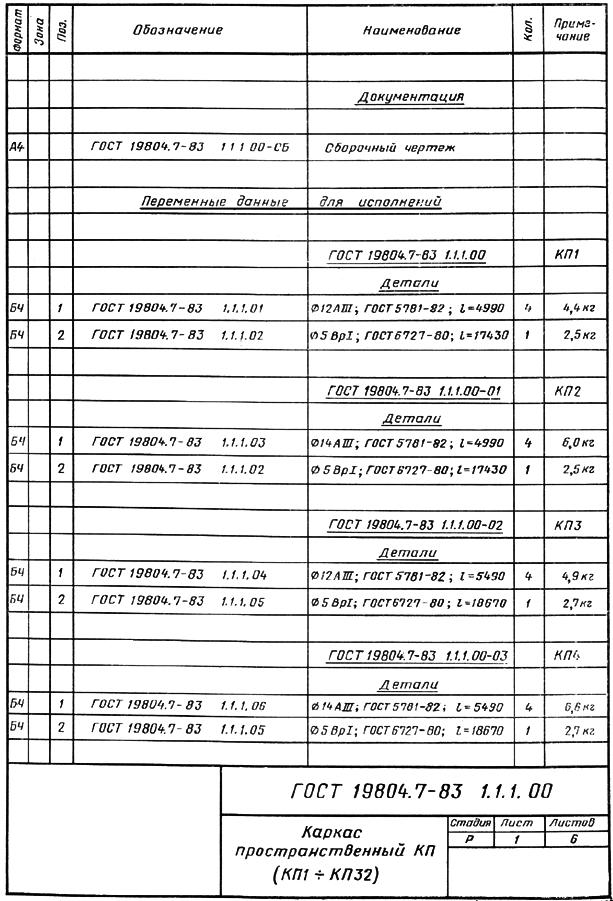 Формат Зона Поз. Обозначение Наименование Кол. Приме-
чание
Документация
А4 ГОСТ 19804.7-83 1 1 1 00-СБ Сборочный чертеж
Переменные данные для исполнений
ГОСТ 19804.7-83 1.1.1.00 КП1
Детали
БЧ 1 ГОСТ 19804.7-83 1.1.1.01 Ф12АIII; ГОСТ 5781-82; l=4990 4 4,4 кг
БЧ 2 ГОСТ 19804.7-83 1.1.1.02 Ф5ВрI; ГОСТ 6727-80; l=17430 1 2,5 кг
ГОСТ 19804.7-83 1.1.1.00-01 КП2
Детали
БЧ 1 ГОСТ 19804.7-83 1.1.1.03 Ф14АIII; ГОСТ 5781-82; l=4990 4 6,0 кг
БЧ 2 ГОСТ 19804.7-83 1.1.1.02 Ф5ВрI; ГОСТ 6727-80; l=17430 1 2,5 кг
ГОСТ 19804.7-83 1.1.1.00-02 КП3
Детали
БЧ 1 ГОСТ 19804.7-83 1.1.1.04 Ф12АIII; ГОСТ 5781-82; l=5490 4 4,9 кг
БЧ 2 ГОСТ 19804.7-83 1.1.1.05 Ф5ВрI; ГОСТ 6727-80; l=18670 1 2,7 кг
ГОСТ 19804.7-83 1.1.1.00-03 КП4
Детали
БЧ 1 ГОСТ 19804.7-83 1.1.1.06 Ф14АIII; ГОСТ 5781-82; l=5490 4 6,6 кг
БЧ 2 ГОСТ 19804.7-83 1.1.1.05 Ф5ВрI; ГОСТ 6727-80; l=18670 1 2,7 кг
ГОСТ 19804.7-83 1.1.1.00
Каркас
пространственный КП
(КП1 ÷ КП32)
Стадия Лист Листов
Р 1 6